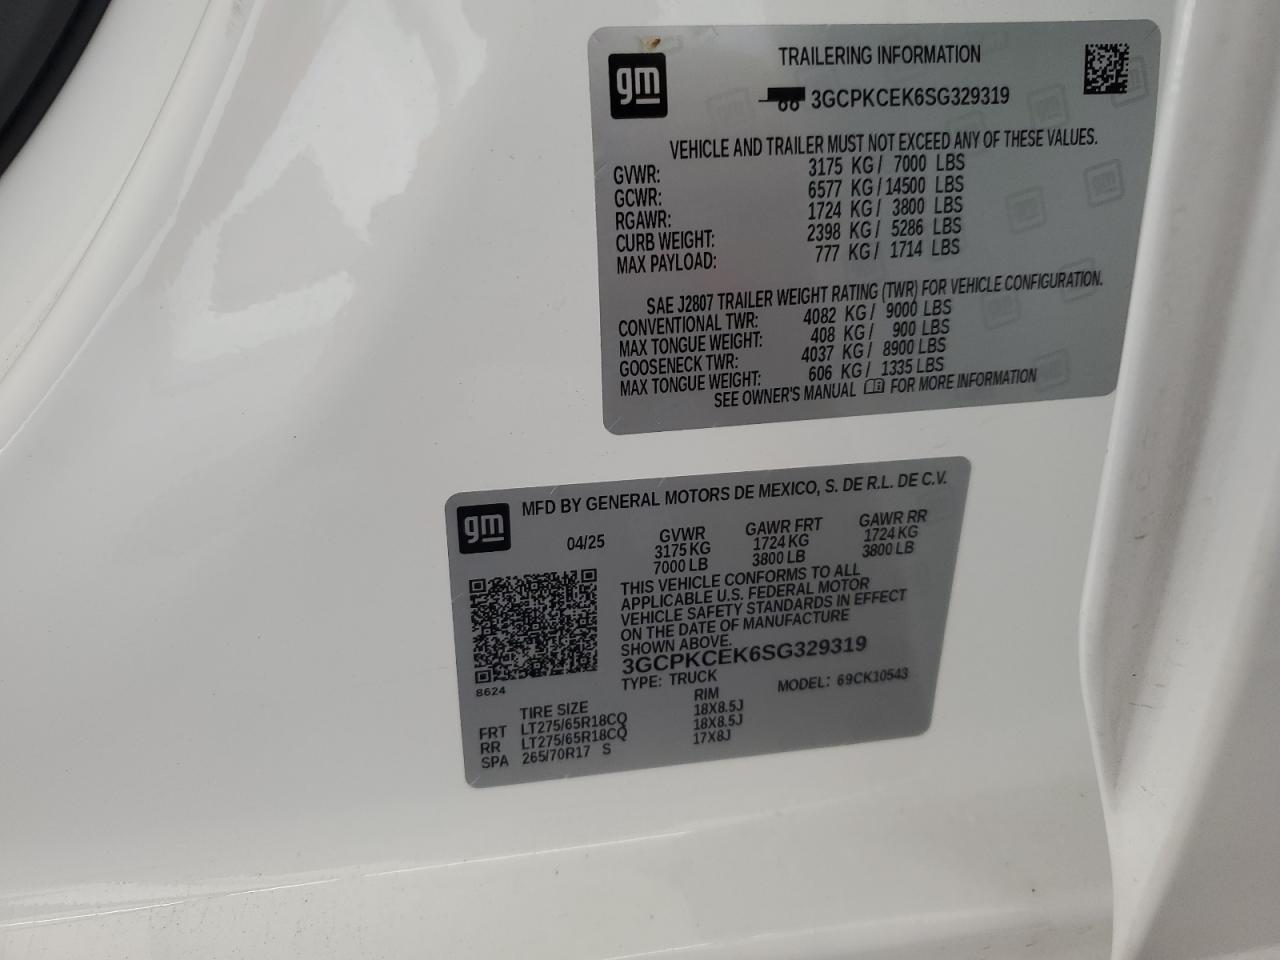 gm
TRAILERING INFORMATION
3GCPKCEK6SG329319
VEHICLE AND TRAILER MUST NOT EXCEED ANY OF THESE VALUES.
GVWR: 3175 KG/ 7000 LBS
GCWR: 6577 KG/14500 LBS
RGAWR: 1724 KG/ 3800 LBS
CURB WEIGHT: 2398 KG/ 5286 LBS
MAX PAYLOAD: 777 KG/ 1714 LBS
SAE J2807 TRAILER WEIGHT RATING (TWR) FOR VEHICLE CONFIGURATION.
CONVENTIONAL TWR: 4082 KG/ 9000 LBS
MAX TONGUE WEIGHT: 408 KG/ 900 LBS
GOOSENECK TWR: 4037 KG/ 8900 LBS
MAX TONGUE WEIGHT: 606 KG/ 1335 LBS
SEE OWNER'S MANUAL FOR MORE INFORMATION
gm
MFD BY GENERAL MOTORS DE MEXICO, S. DE R.L. DE C.V.
04/25 GVWR GAWR FRT GAWR RR
3175 KG 1724 KG 1724 KG
7000 LB 3800 LB 3800 LB
THIS VEHICLE CONFORMS TO ALL
APPLICABLE U.S. FEDERAL MOTOR
VEHICLE SAFETY STANDARDS IN EFFECT
ON THE DATE OF MANUFACTURE
SHOWN ABOVE.
3GCPKCEK6SG329319
8624
TYPE: TRUCK MODEL: 69CK10543
TIRE SIZE RIM
FRT LT275/65R18CQ 18X8.5J
RR LT275/65R18CQ 18X8.5J
SPA 265/70R17 S 17X8J